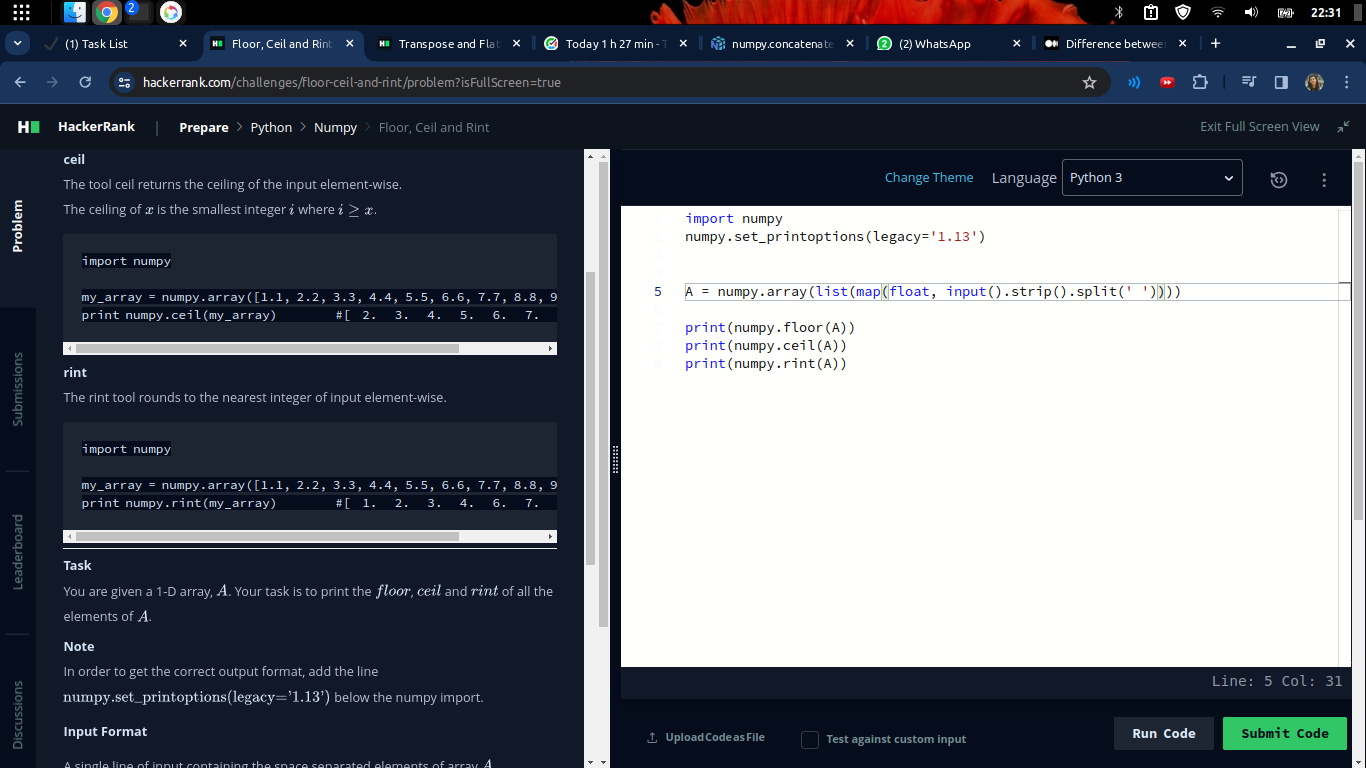 2
22:31
(1) Task List
Floor, Ceil and Rint
Transpose and Flat
Today 1 h 27 min - T
numpy.concatenate
2 (2) WhatsApp
Difference between
hackerrank.com/challenges/floor-ceil-and-rint/problem?isFullScreen=true
HackerRank | Prepare > Python > Numpy > Floor, Ceil and Rint
Exit Full Screen View
Problem
Submissions
Leaderboard
Discussions
ceil
The tool ceil returns the ceiling of the input element-wise.
The ceiling of x is the smallest integer i where i ≥ x.
import numpy
my_array = numpy.array([1.1, 2.2, 3.3, 4.4, 5.5, 6.6, 7.7, 8.8, 9
print numpy.ceil(my_array) #[ 2. 3. 4. 5. 6. 7.
rint
The rint tool rounds to the nearest integer of input element-wise.
import numpy
my_array = numpy.array([1.1, 2.2, 3.3, 4.4, 5.5, 6.6, 7.7, 8.8, 9
print numpy.rint(my_array) #[ 1. 2. 3. 4. 6. 7.
Task
You are given a 1-D array, A. Your task is to print the floor, ceil and rint of all the
elements of A.
Note
In order to get the correct output format, add the line
numpy.set_printoptions(legacy='1.13') below the numpy import.
Input Format
A single line of input containing the space separated elements of array A
Change Theme
Language
Python 3
import numpy
numpy.set_printoptions(legacy='1.13')
5 A = numpy.array(list(map(float, input().strip().split(' '))))
print(numpy.floor(A))
print(numpy.ceil(A))
print(numpy.rint(A))
Line: 5 Col: 31
Upload Code as File
Test against custom input
Run Code
Submit Code